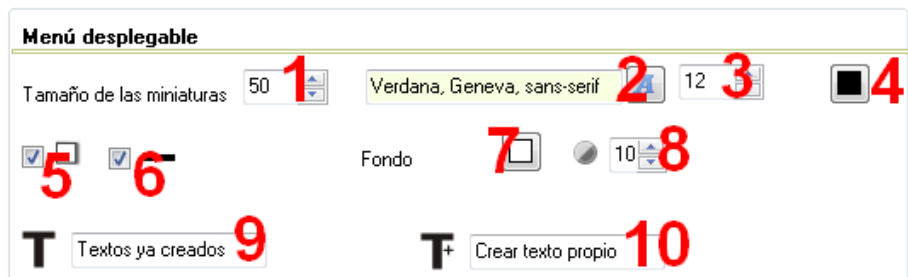 Menú desplegable
Tamaño de las miniaturas 50 1 Verdana, Geneva, sans-serif 2 A 12 3 4
5 6 Fondo 7 10 8
T Textos ya creados 9 T+ Crear texto propio 10